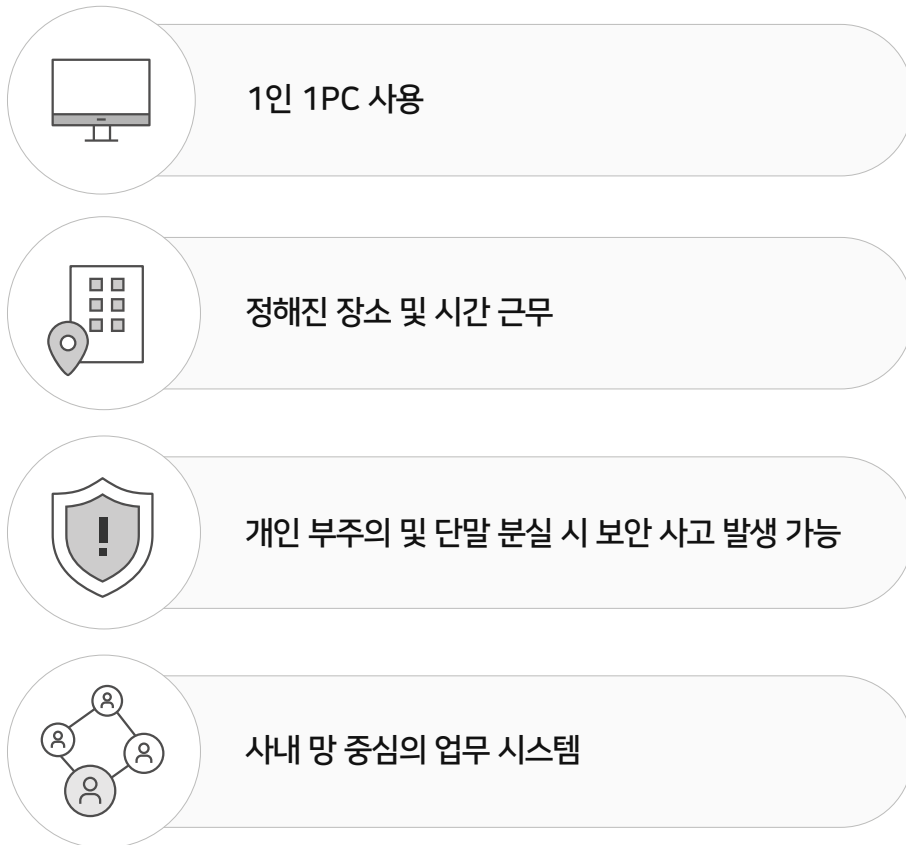 1인 1PC 사용
정해진 장소 및 시간 근무
개인 부주의 및 단말 분실 시 보안 사고 발생 가능
사내 망 중심의 업무 시스템